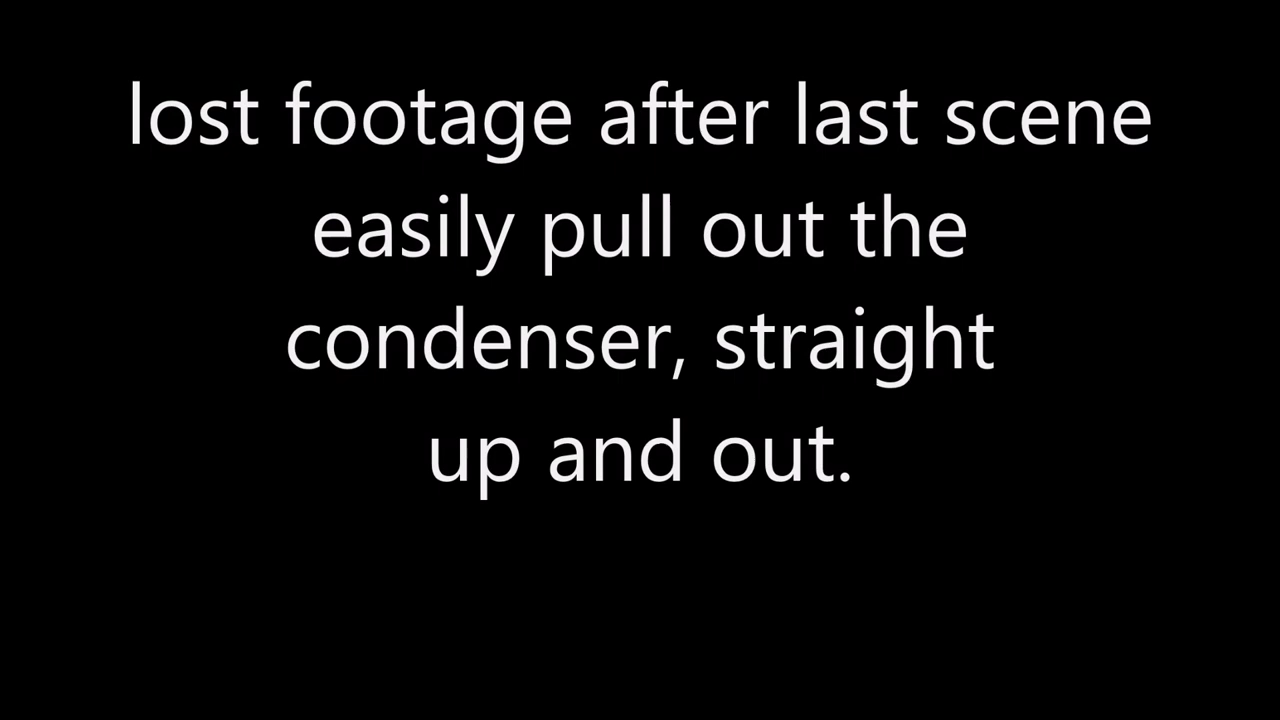 lost footage after last scene
easily pull out the
condenser, straight
up and out.